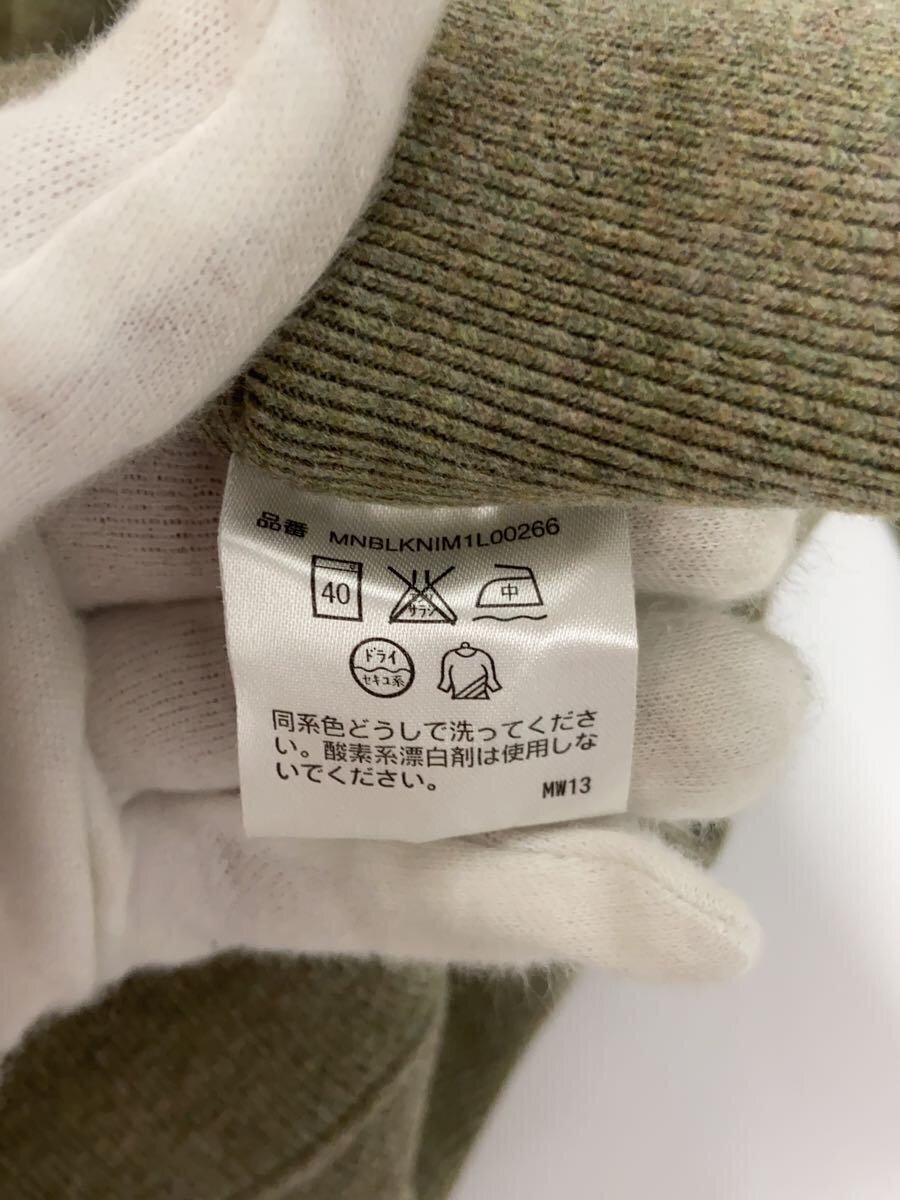 品番 MNBLKNIM1L00266
40 サラシ 中
ドライ
セキユ系
同系色どうしで洗ってくださ
い。酸素系漂白剤は使用しな
いでください。
MW13